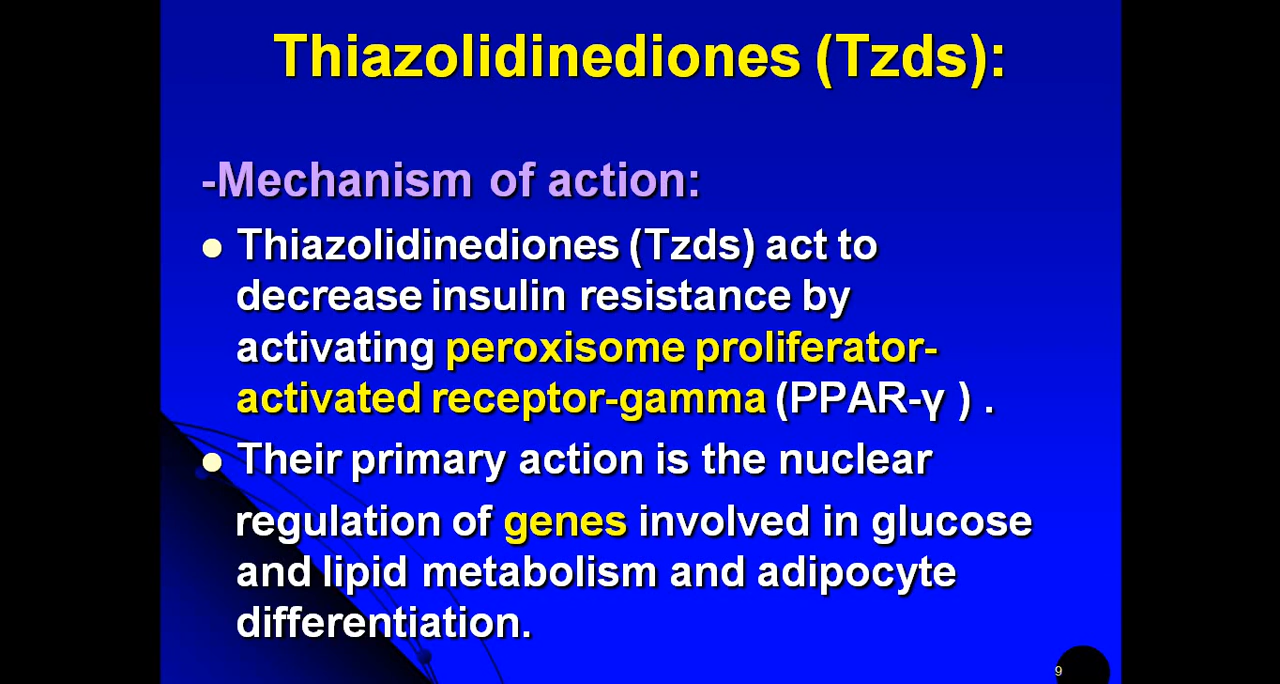 Thiazolidinediones (Tzds):
-Mechanism of action:
Thiazolidinediones (Tzds) act to
decrease insulin resistance by
activating peroxisome proliferator-
activated receptor-gamma (PPAR-γ ) .
Their primary action is the nuclear
regulation of genes involved in glucose
and lipid metabolism and adipocyte
differentiation.
9